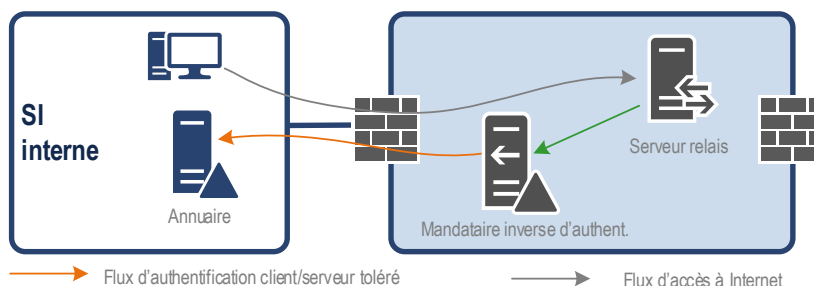 SI
interne
Annuaire
Serveur relais
Mandataire inverse d'authent.
Flux d'authentification client/serveur toléré
Flux d'accès à Internet